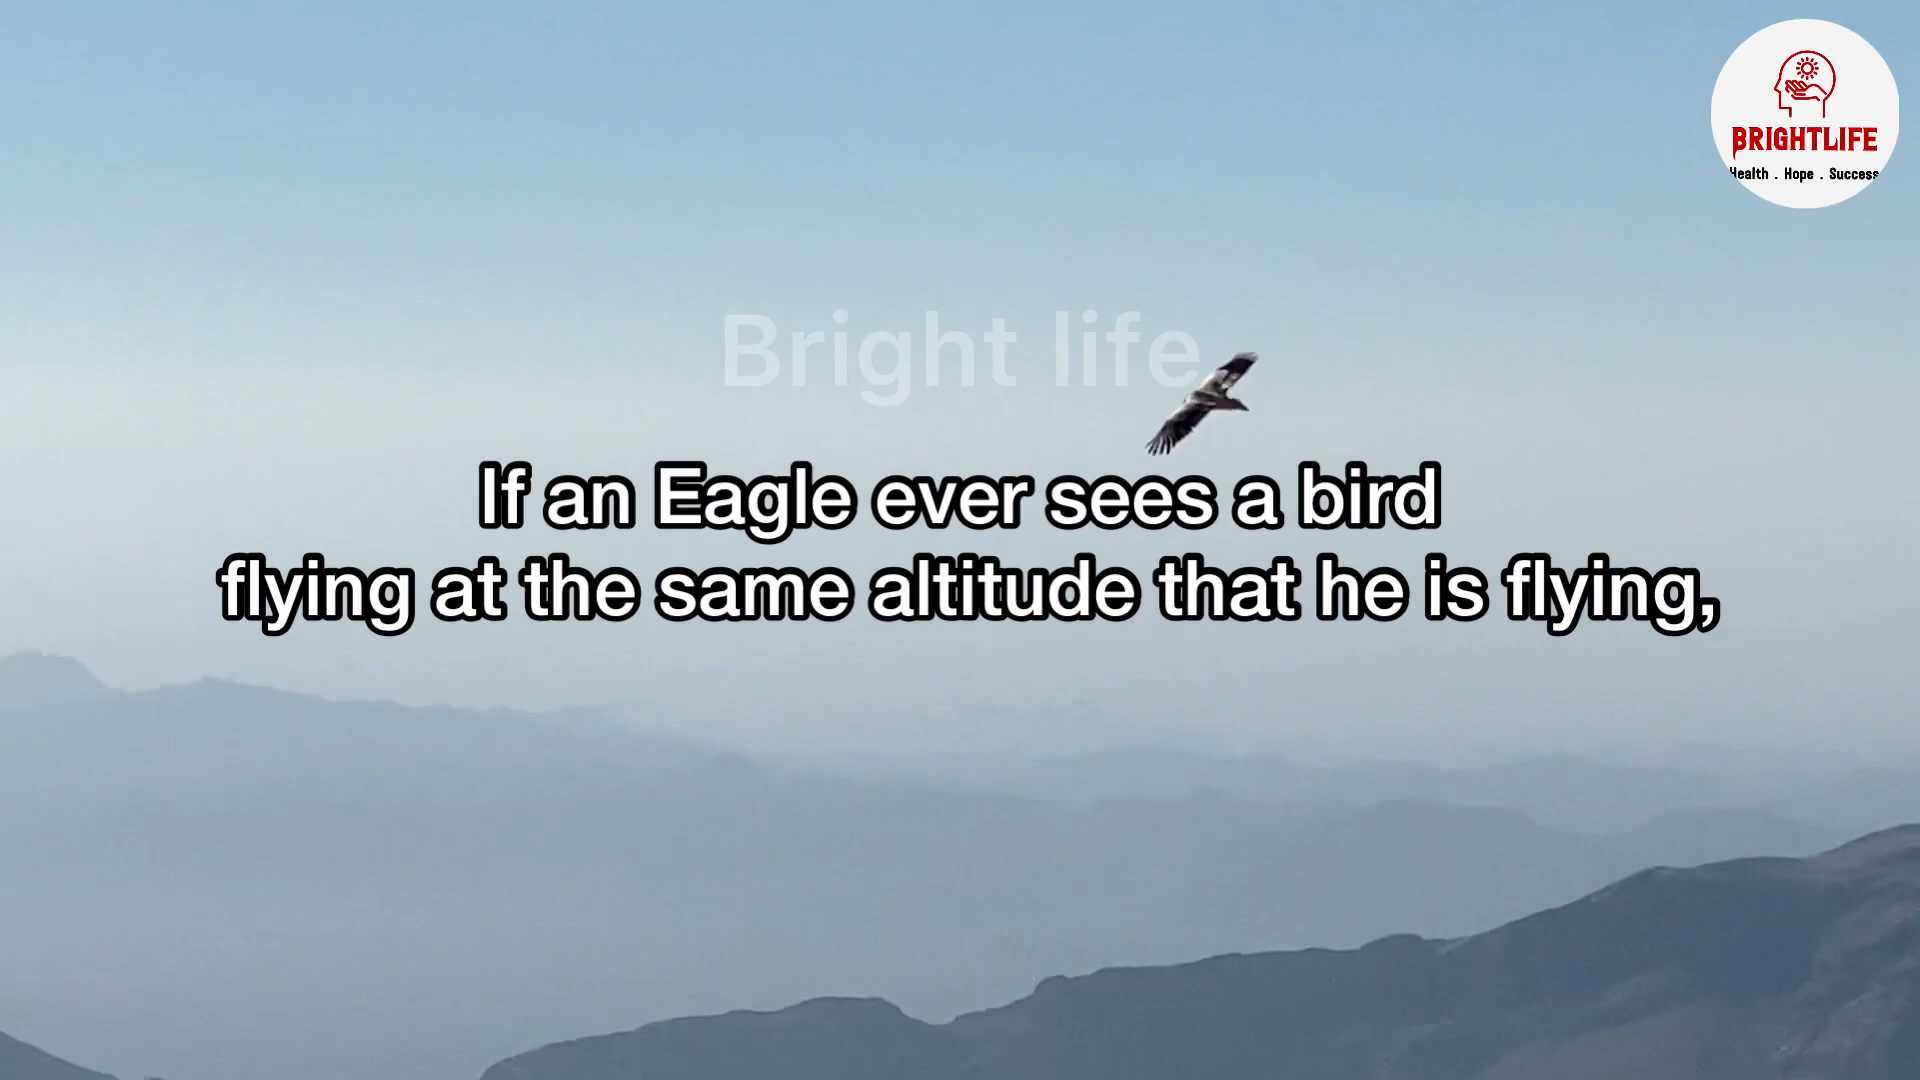 BRIGHTLIFE
Health . Hope . Success
Bright life
If an Eagle ever sees a bird
flying at the same altitude that he is flying,